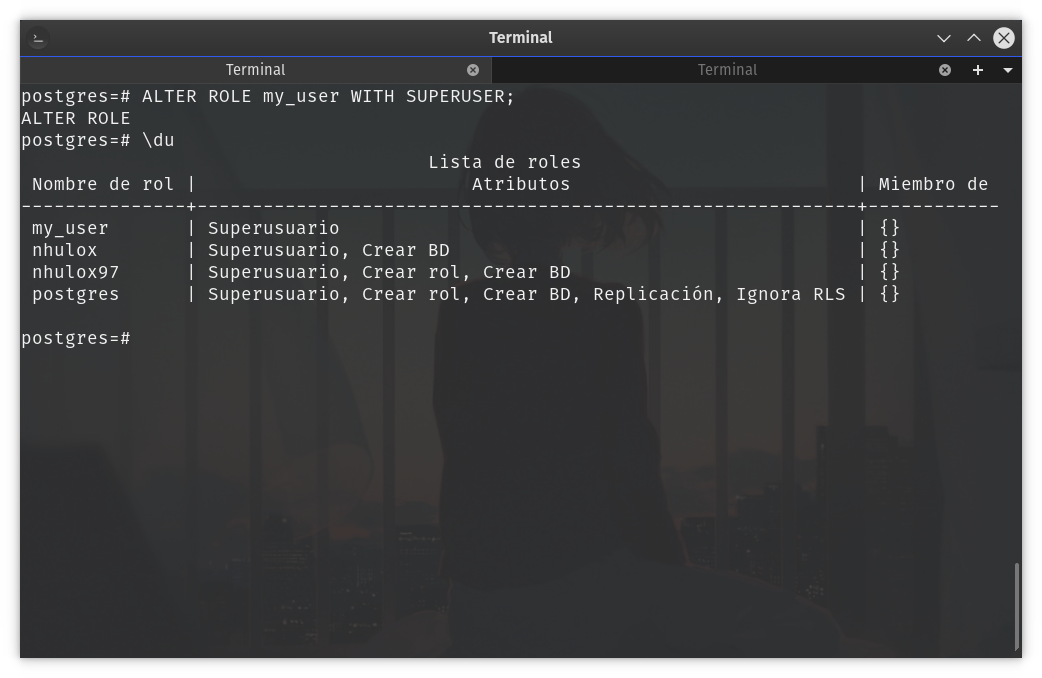 Terminal
Terminal Terminal
postgres=# ALTER ROLE my_user WITH SUPERUSER;
ALTER ROLE
postgres=# \du
                                     Lista de roles
 Nombre de rol |                         Atributos                          | Miembro de 
---------------+------------------------------------------------------------+------------
 my_user       | Superusuario                                               | {}
 nhulox        | Superusuario, Crear BD                                     | {}
 nhulox97      | Superusuario, Crear rol, Crear BD                          | {}
 postgres      | Superusuario, Crear rol, Crear BD, Replicación, Ignora RLS | {}
postgres=#